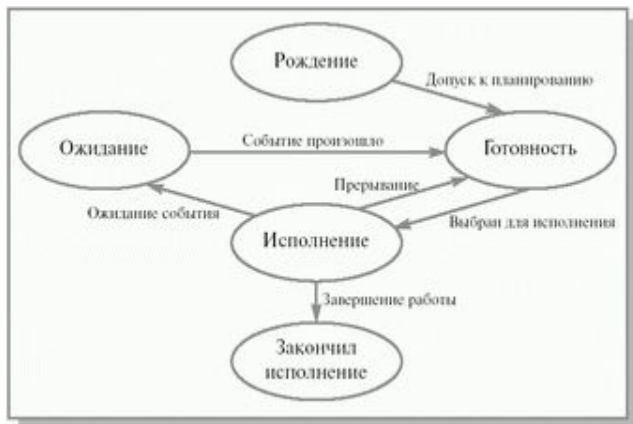 Рождение
Допуск к планированию
Ожидание
Событие произошло
Готовность
Прерывание
Ожидание события
Выбран для исполнения
Исполнение
Завершение работы
Закончил
исполнение